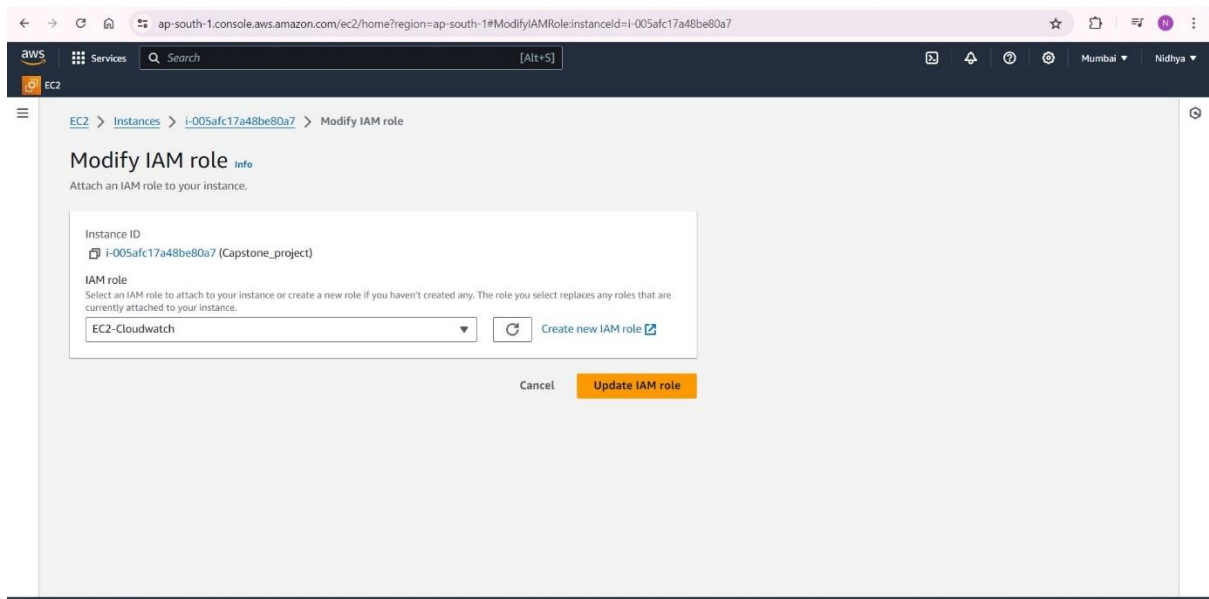 ap-south-1.console.aws.amazon.com/ec2/home?region=ap-south-1#ModifyIAMRole:instanceId=i-005afc17a48be80a7
N
aws
Services
Search
[Alt+S]
Mumbai
Nidhya
EC2
EC2 > Instances > i-005afc17a48be80a7 > Modify IAM role
Modify IAM role Info
Attach an IAM role to your instance.
Instance ID
i-005afc17a48be80a7 (Capstone_project)
IAM role
Select an IAM role to attach to your instance or create a new role if you haven't created any. The role you select replaces any roles that are
currently attached to your instance.
EC2-Cloudwatch
Create new IAM role
Cancel
Update IAM role